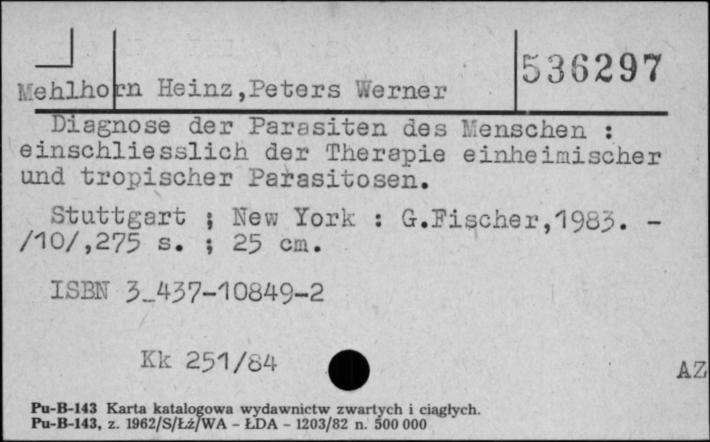 536297
Mehlhorn Heinz,Peters Werner
Diagnose der Parasiten des Menschen :
einschliesslich der Therapie einheimischer
und tropischer Parasitosen.
Stuttgart ; New York : G.Fischer,1983. -
/10/,275 s. ; 25 cm.
ISBN 3_437-10849-2
Kk 251/84
AZ
Pu-B-143 Karta katalogowa wydawnictw zwartych i ciągłych.
Pu-B-143, z. 1962/S/Łż/WA - ŁDA - 1203/82 n. 500 000